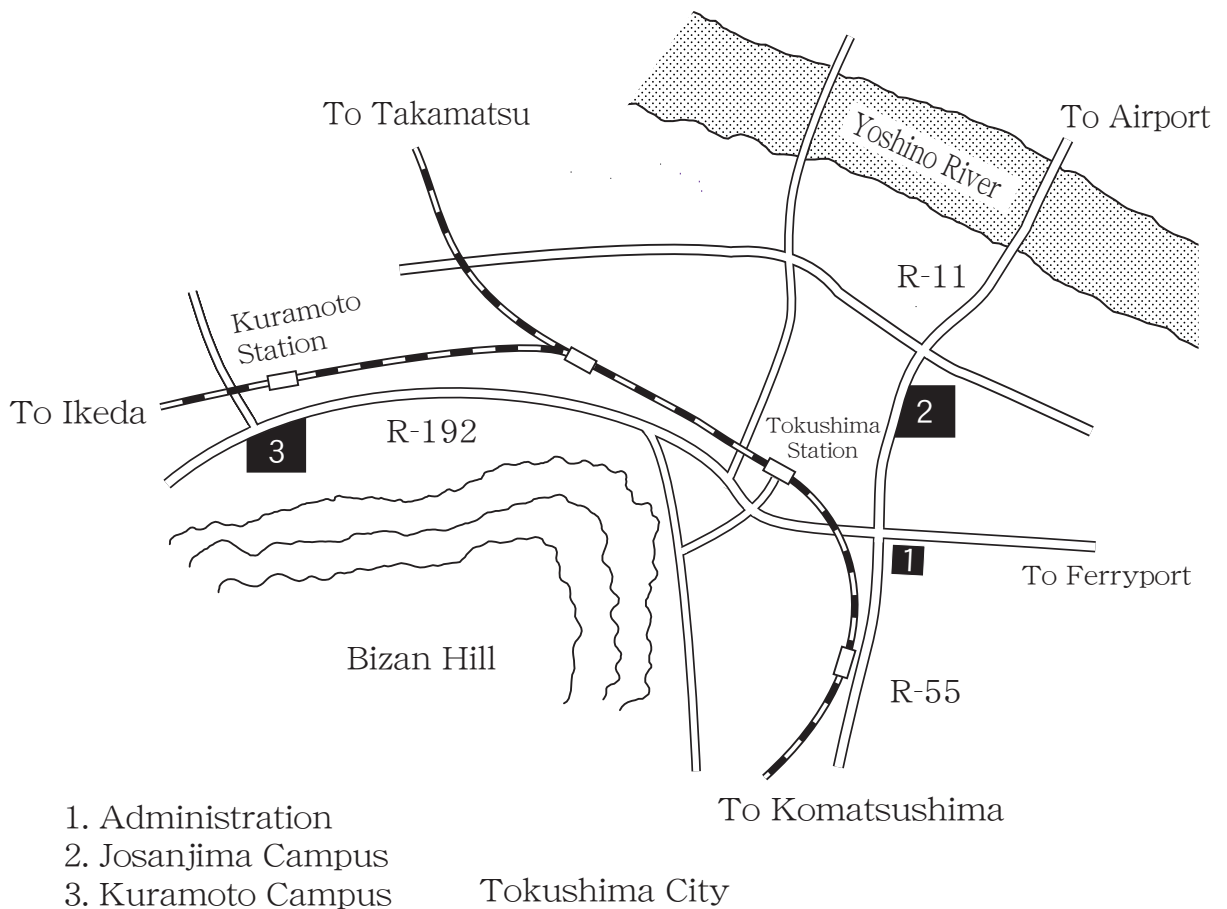 To Takamatsu
To Airport
Yoshino River
R-11
Kuramoto
Station
To Ikeda
2
3
R-192
Tokushima
Station
1
To Ferryport
Bizan Hill
R-55
To Komatsushima
1. Administration
2. Josanjima Campus
3. Kuramoto Campus
Tokushima City